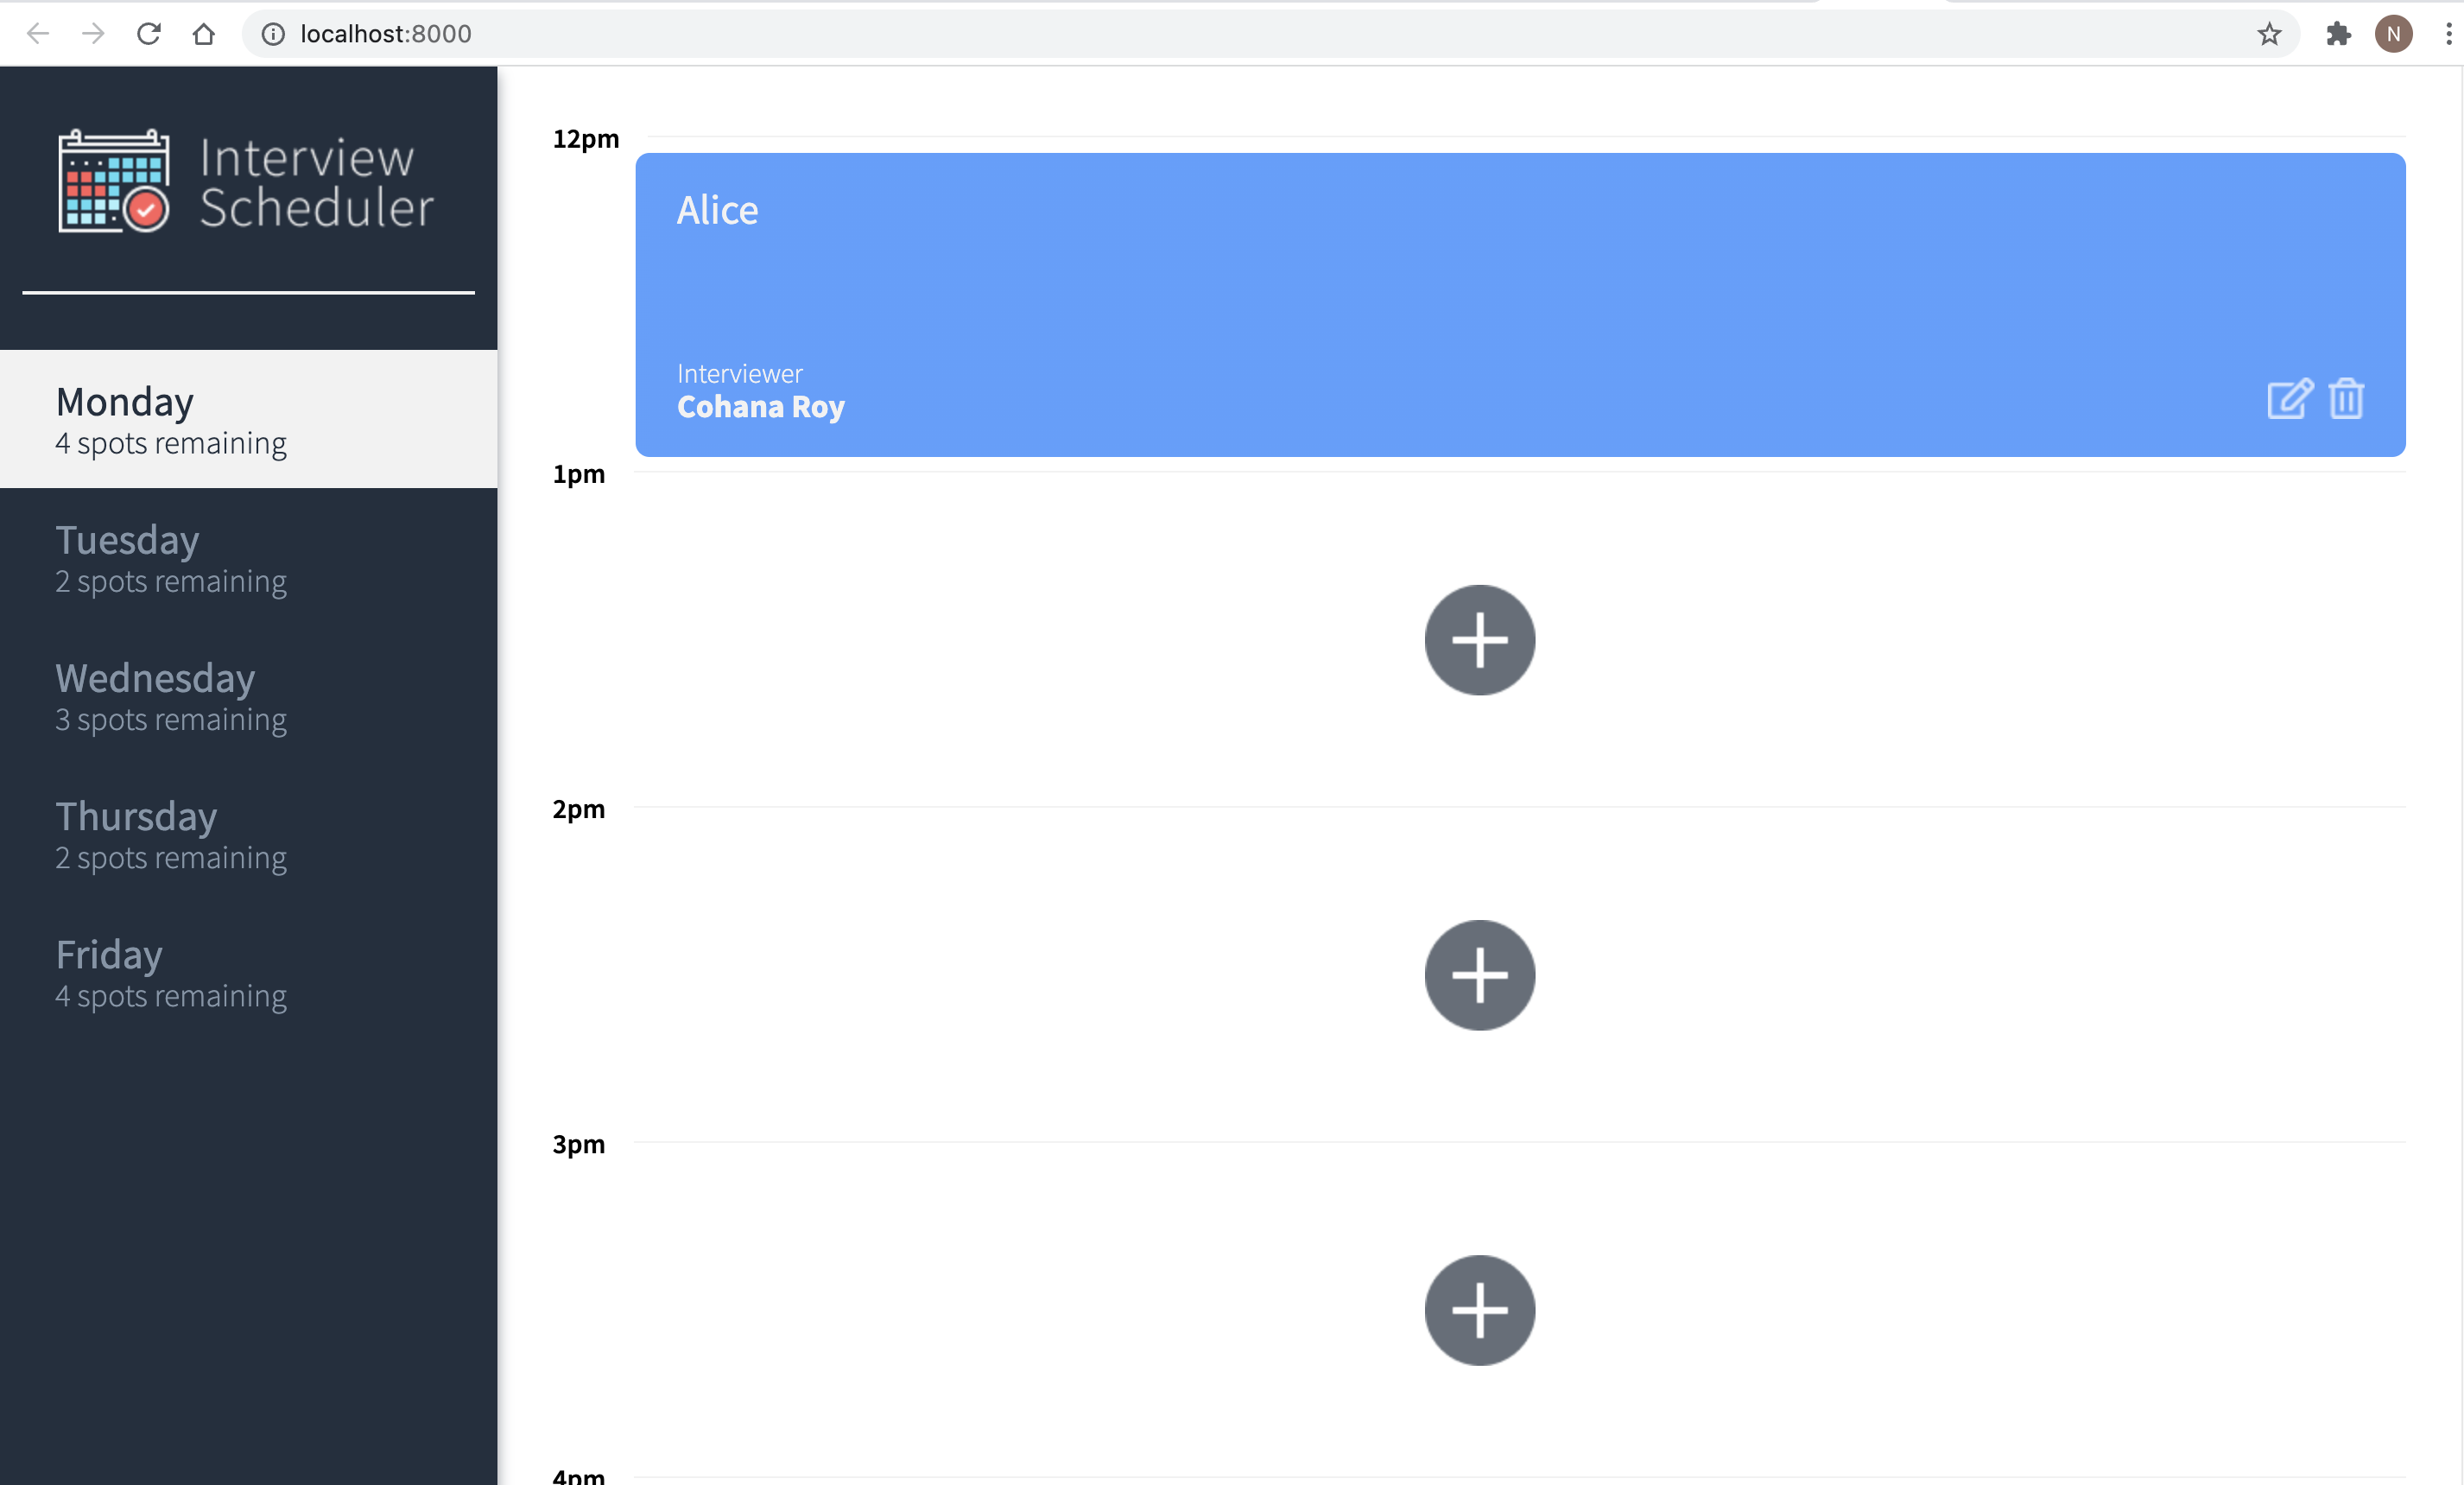 localhost:8000
N
Interview
Scheduler
Monday
4 spots remaining
Tuesday
2 spots remaining
Wednesday
3 spots remaining
Thursday
2 spots remaining
Friday
4 spots remaining
12pm
Alice
Interviewer
Cohana Roy
1pm
2pm
3pm
4pm